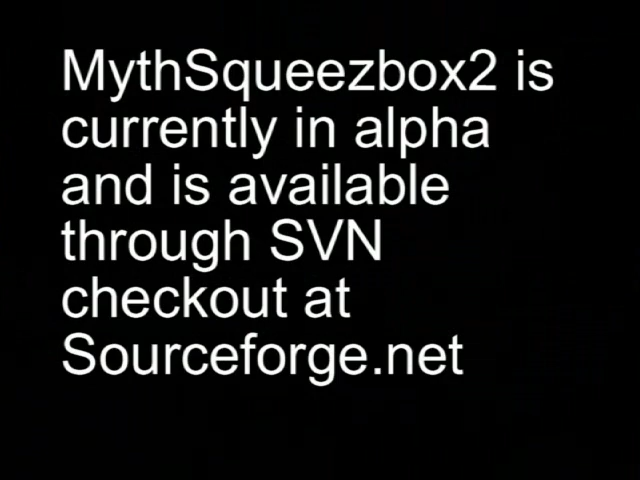 MythSqueezbox2 is
currently in alpha
and is available
through SVN
checkout at
Sourceforge.net